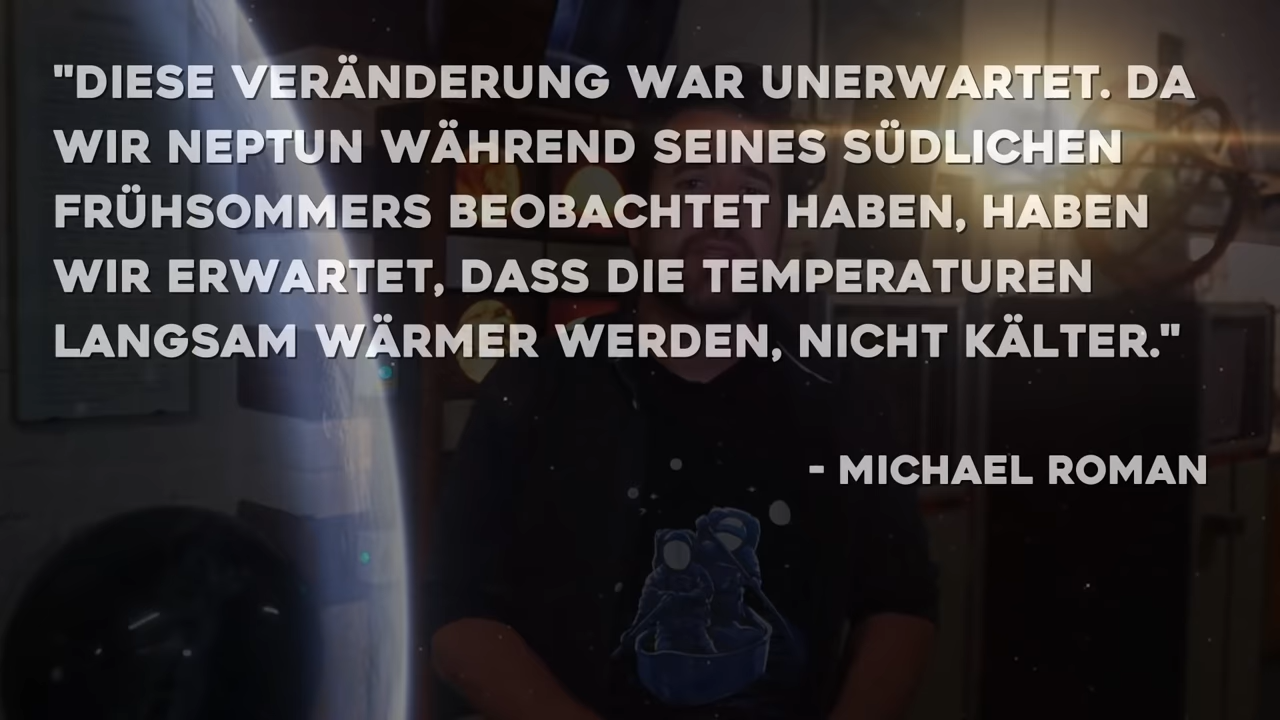 "DIESE VERÄNDERUNG WAR UNERWARTET. DA
WIR NEPTUN WÄHREND SEINES SÜDLICHEN
FRÜHSOMMERS BEOBACHTET HABEN, HABEN
WIR ERWARTET, DASS DIE TEMPERATUREN
LANGSAM WÄRMER WERDEN, NICHT KÄLTER."
- MICHAEL ROMAN